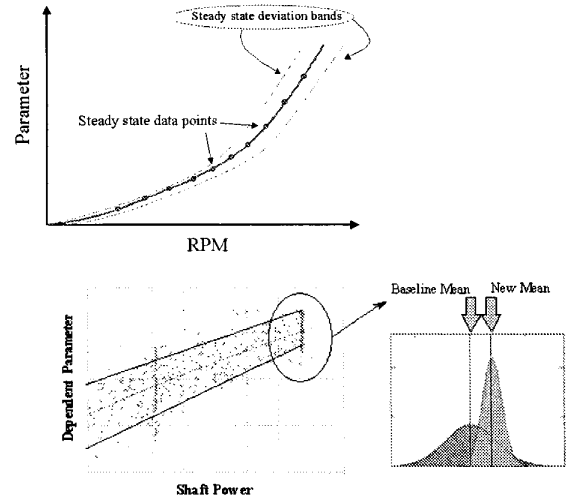 Steady state deviation bands
Parameter
Steady state data points
RPM
Baseline Mean
New Mean
Dependent Parameter
Shaft Power